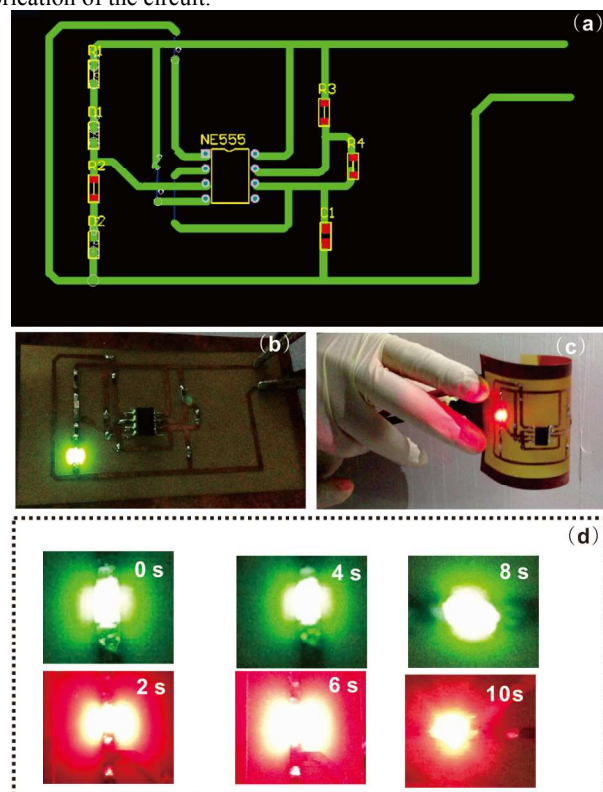 rication of the circuit.
(a)
R1
R3
D1
NE555
R4
R2
C1
D2
(b)
(c)
(d)
0 s
4 s
8 s
2 s
6 s
10s